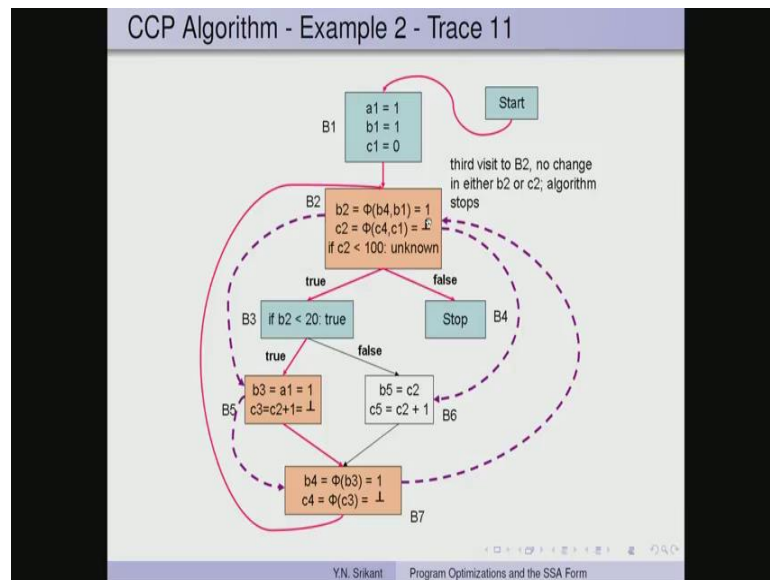 CCP Algorithm - Example 2 - Trace 11
Start
B1
a1 = 1
b1 = 1
c1 = 0
third visit to B2, no change
in either b2 or c2; algorithm
stops
B2
b2 = Φ(b4,b1) = 1
c2 = Φ(c4,c1) = ⊥
if c2 < 100: unknown
true
false
B3
if b2 < 20: true
Stop
B4
true
false
B5
b3 = a1 = 1
c3=c2+1= ⊥
b5 = c2
c5 = c2 + 1
B6
b4 = Φ(b3) = 1
c4 = Φ(c3) = ⊥
B7
Y.N. Srikant
Program Optimizations and the SSA Form